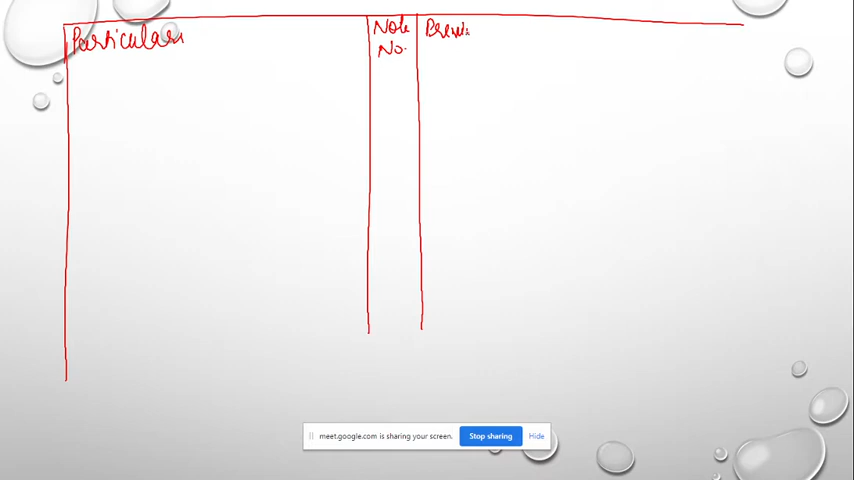 Particulars
Note
No.
meet.google.com is sharing your screen.
Stop sharing
Hide